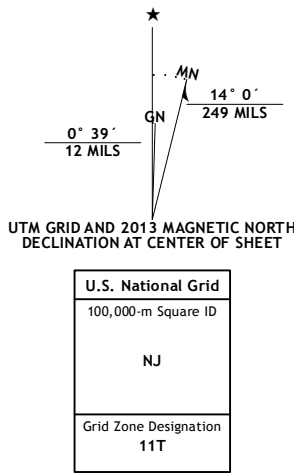 MN
GN
14° 0´
249 MILS
0° 39´
12 MILS
UTM GRID AND 2013 MAGNETIC NORTH
DECLINATION AT CENTER OF SHEET
U.S. National Grid
100,000-m Square ID
NJ
Grid Zone Designation
11T